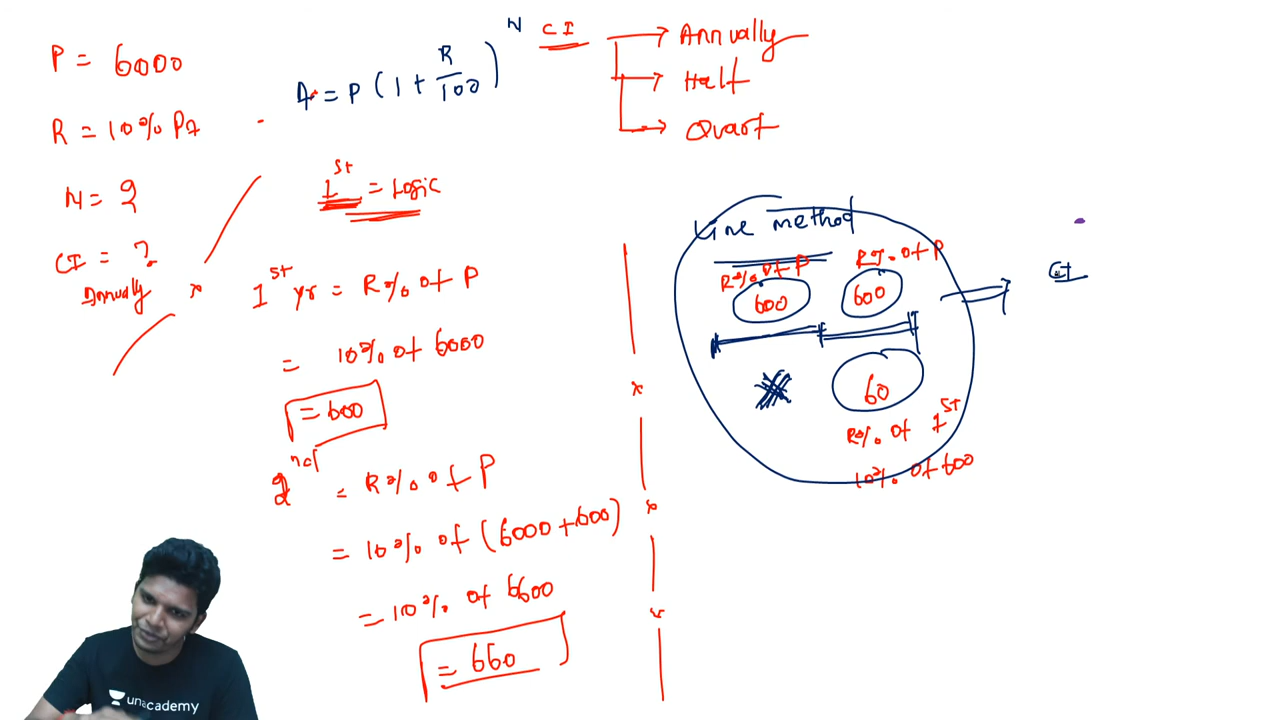 P = 6000
R = 10% PA
N = 2
CI = ?
Annually
A = P (1 + R/100)^N
CI
Annually
Half
Quart
1st = Logic
1st yr = R% of P
= 10% of 6000
= 600
2nd = R% of P
= 10% of (6000 + 600)
= 10% of 6600
= 660
Line method
R% of P R% of P
600 600
60
R% of 1st
10% of 600
CI
unacademy